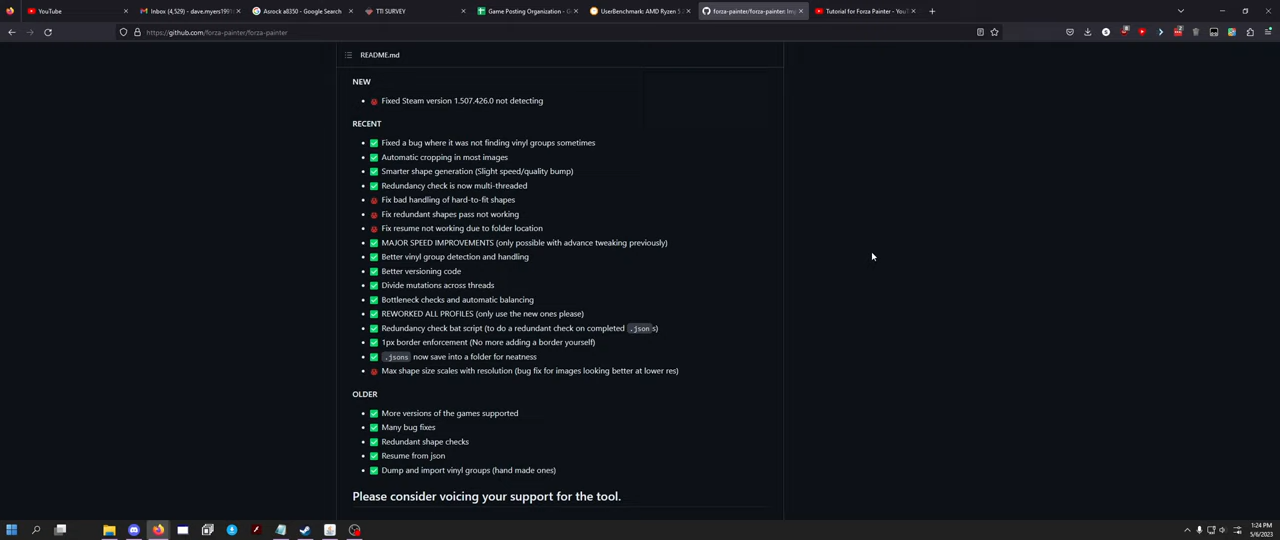 YouTube
Inbox (4,529) - dave.myers1991
Asrock a8350 - Google Search
TTI SURVEY
Game Posting Organization - G
UserBenchmark: AMD Ryzen 5
forza-painter/forza-painter: Im
Tutorial for Forza Painter - YouT
https://github.com/forza-painter/forza-painter
README.md
NEW
Fixed Steam version 1.507.426.0 not detecting
RECENT
Fixed a bug where it was not finding vinyl groups sometimes
Automatic cropping in most images
Smarter shape generation (Slight speed/quality bump)
Redundancy check is now multi-threaded
Fix bad handling of hard-to-fit shapes
Fix redundant shapes pass not working
Fix resume not working due to folder location
MAJOR SPEED IMPROVEMENTS (only possible with advance tweaking previously)
Better vinyl group detection and handling
Better versioning code
Divide mutations across threads
Bottleneck checks and automatic balancing
REWORKED ALL PROFILES (only use the new ones please)
Redundancy check bat script (to do a redundant check on completed .json s)
1px border enforcement (No more adding a border yourself)
.jsons now save into a folder for neatness
Max shape size scales with resolution (bug fix for images looking better at lower res)
OLDER
More versions of the games supported
Many bug fixes
Redundant shape checks
Resume from json
Dump and import vinyl groups (hand made ones)
Please consider voicing your support for the tool.
1:24 PM
5/6/2023